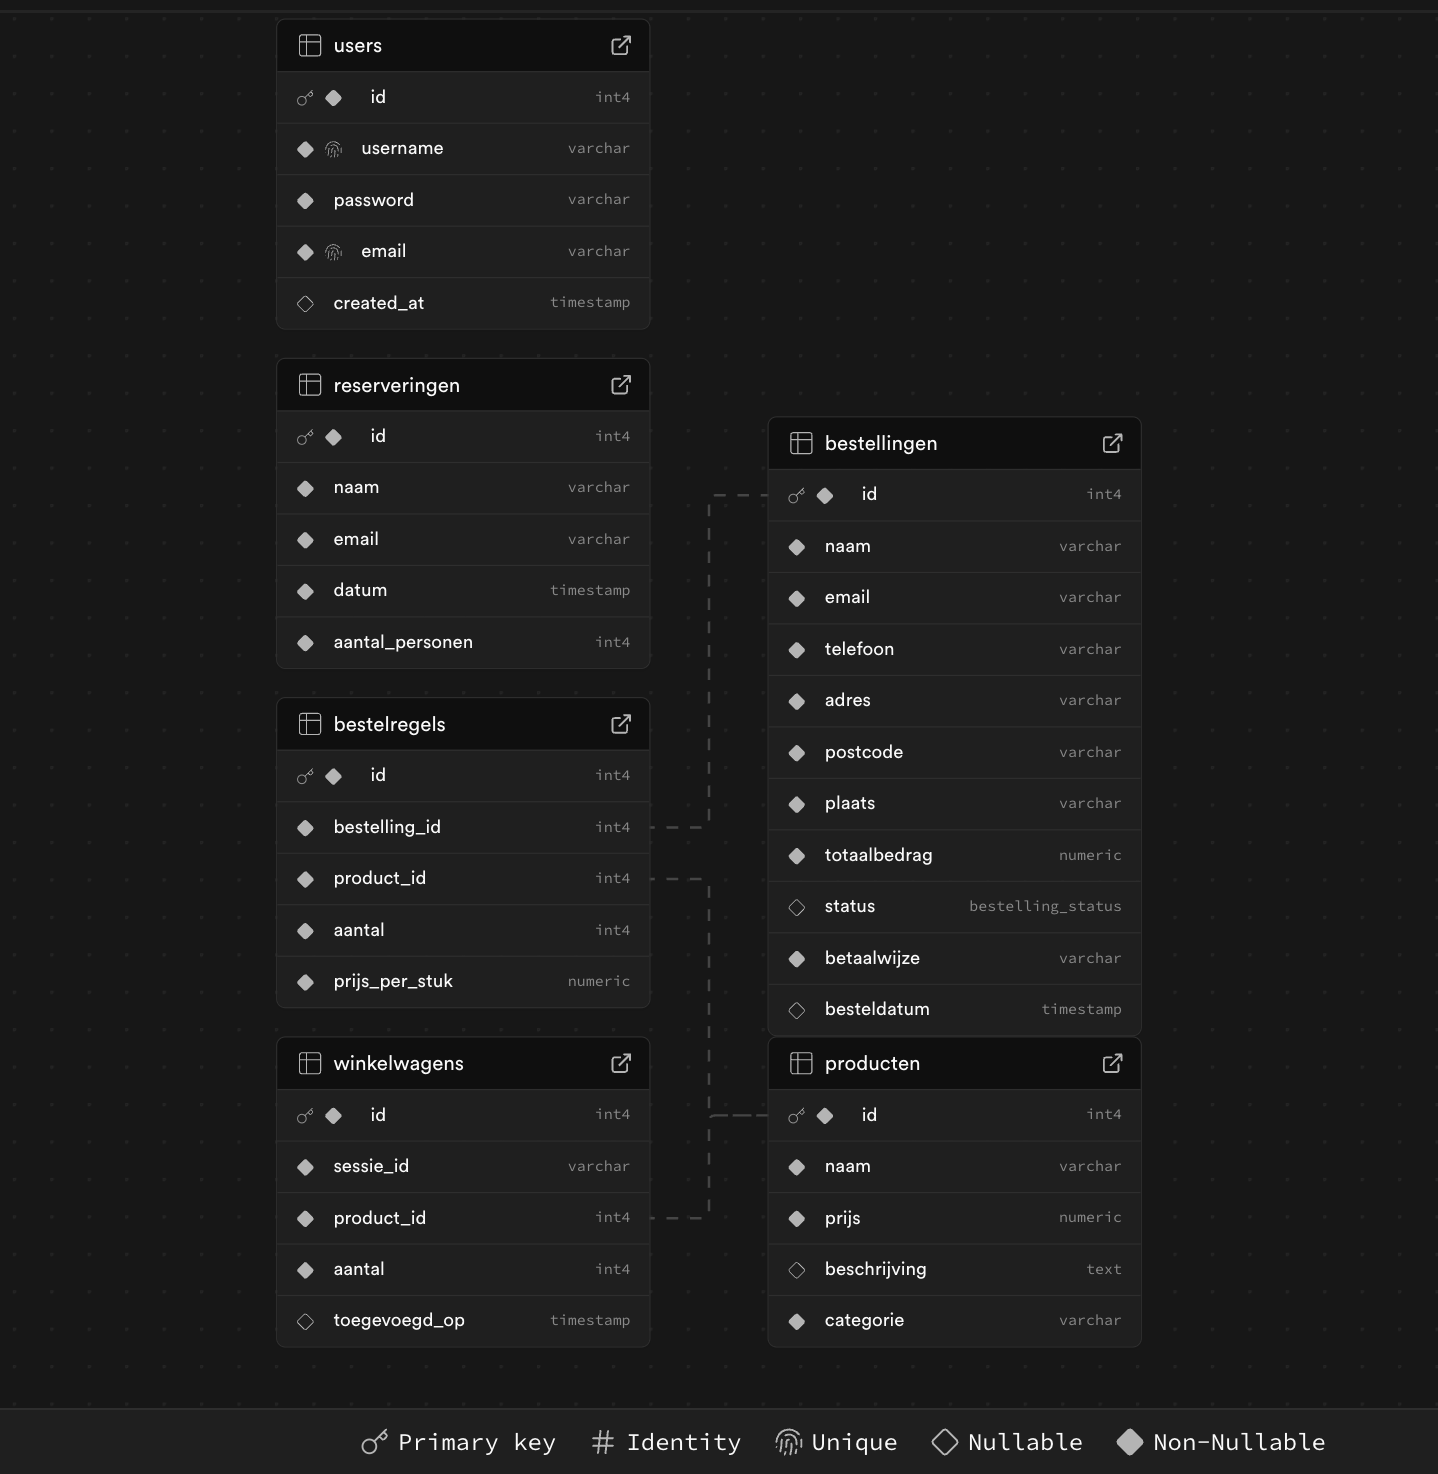 users
id int4
username varchar
password varchar
email varchar
created_at timestamp
reserveringen
id int4
naam varchar
email varchar
datum timestamp
aantal_personen int4
bestelregels
id int4
bestelling_id int4
product_id int4
aantal int4
prijs_per_stuk numeric
winkelwagens
id int4
sessie_id varchar
product_id int4
aantal int4
toegevoegd_op timestamp
bestellingen
id int4
naam varchar
email varchar
telefoon varchar
adres varchar
postcode varchar
plaats varchar
totaalbedrag numeric
status bestelling_status
betaalwijze varchar
besteldatum timestamp
producten
id int4
naam varchar
prijs numeric
beschrijving text
categorie varchar
Primary key Identity Unique Nullable Non-Nullable